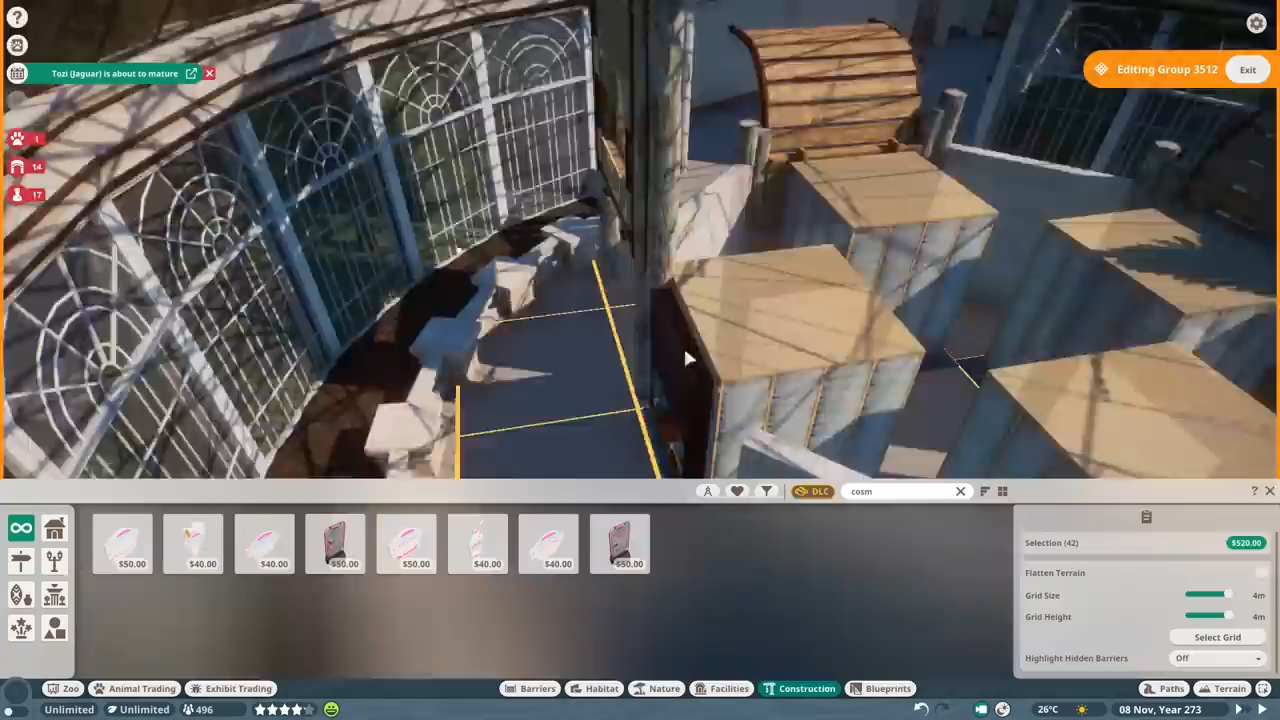 ?
Tozi (Jaguar) is about to mature
Editing Group 3512
Exit
1
14
17
DLC
cosm
?
$50.00
$40.00
$40.00
$50.00
$50.00
$40.00
$40.00
$50.00
Selection (42)
$520.00
Flatten Terrain
Grid Size
4m
Grid Height
4m
Select Grid
Highlight Hidden Barriers
Off
Zoo
Animal Trading
Exhibit Trading
Barriers
Habitat
Nature
Facilities
Construction
Blueprints
Paths
Terrain
Unlimited
Unlimited
496
26°C
08 Nov, Year 273